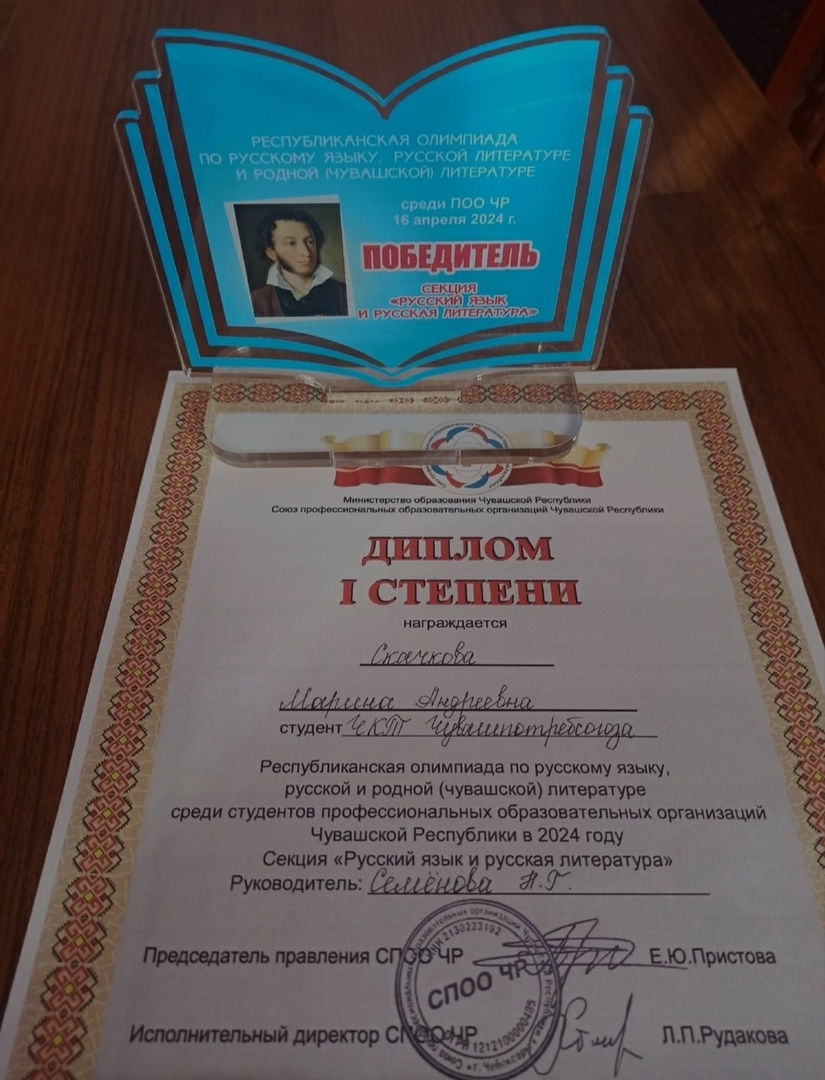 РЕСПУБЛИКАНСКАЯ ОЛИМПИАДА
ПО РУССКОМУ ЯЗЫКУ, РУССКОЙ ЛИТЕРАТУРЕ
И РОДНОЙ (ЧУВАШСКОЙ) ЛИТЕРАТУРЕ
среди ПОО ЧР
16 апреля 2024 г.
ПОБЕДИТЕЛЬ
СЕКЦИЯ
«РУССКИЙ ЯЗЫК
И РУССКАЯ ЛИТЕРАТУРА»
Министерство образования Чувашской Республики
Союз профессиональных образовательных организаций Чувашской Республики
ДИПЛОМ
I СТЕПЕНИ
награждается
Скачкова
Марина Андреевна
студент ЧКТ Чувашпотребсоюза
Республиканская олимпиада по русскому языку,
русской и родной (чувашской) литературе
среди студентов профессиональных образовательных организаций
Чувашской Республики в 2024 году
Секция «Русский язык и русская литература»
Руководитель: Семёнова Н.Г.
Председатель правления СПОО ЧР Е.Ю.Пристова
СПОО ЧР
Исполнительный директор СПОО ЧР Л.П.Рудакова